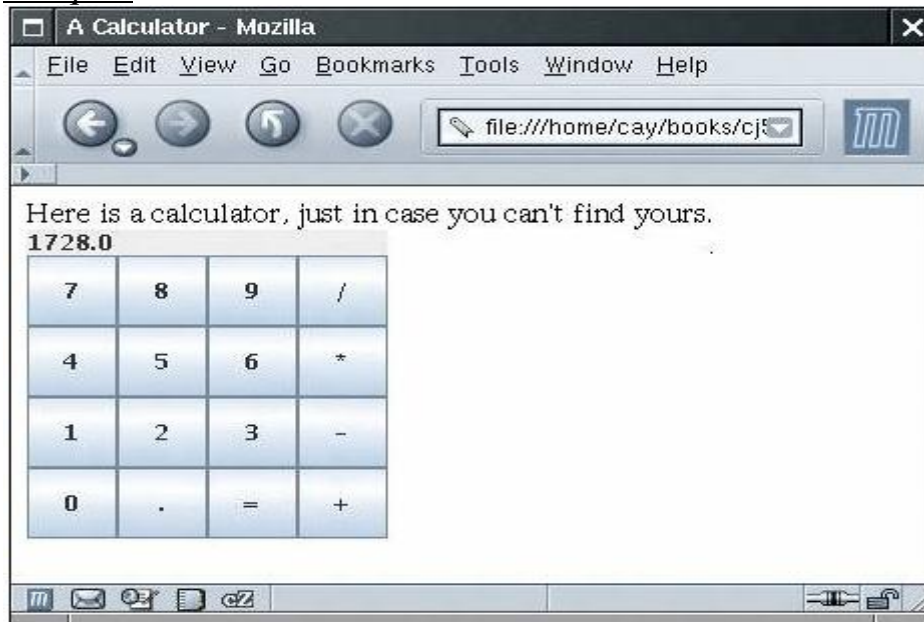 A Calculator - Mozilla
File Edit View Go Bookmarks Tools Window Help
file:///home/cay/books/cj5
Here is a calculator, just in case you can't find yours.
1728.0
7 8 9 /
4 5 6 *
1 2 3 -
0 . = +